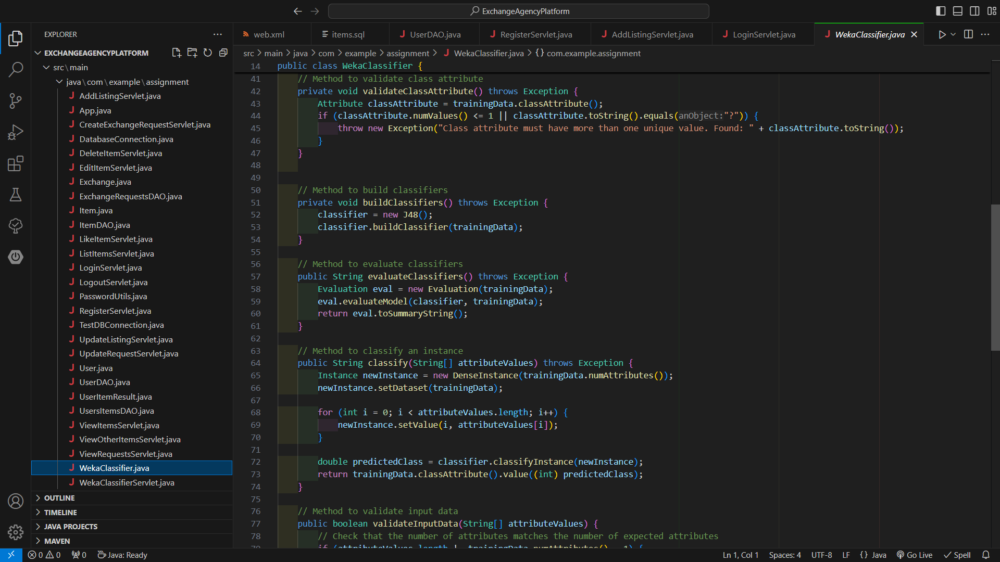 ExchangeAgencyPlatform
EXPLORER
EXCHANGEAGENCYPLATFORM
src\main
java\com\example\assignment
AddListingServlet.java
App.java
CreateExchangeRequestServlet.java
DatabaseConnection.java
DeleteItemServlet.java
EditItemServlet.java
Exchange.java
ExchangeRequestsDAO.java
Item.java
ItemDAO.java
LikeItemServlet.java
ListItemsServlet.java
LoginServlet.java
LogoutServlet.java
PasswordUtils.java
RegisterServlet.java
TestDBConnection.java
UpdateListingServlet.java
UpdateRequestServlet.java
User.java
UserDAO.java
UserItemResult.java
UsersItemsDAO.java
ViewItemsServlet.java
ViewOtherItemsServlet.java
ViewRequestsServlet.java
WekaClassifier.java
WekaClassifierServlet.java
OUTLINE
TIMELINE
JAVA PROJECTS
MAVEN
web.xml items.sql UserDAO.java RegisterServlet.java AddListingServlet.java LoginServlet.java WekaClassifier.java
src > main > java > com > example > assignment > WekaClassifier.java > {} com.example.assignment
14 public class WekaClassifier {
41 // Method to validate class attribute
42 private void validateClassAttribute() throws Exception {
43 Attribute classAttribute = trainingData.classAttribute();
44 if (classAttribute.numValues() <= 1 || classAttribute.toString().equals(anObject:"?")) {
45 throw new Exception("Class attribute must have more than one unique value. Found: " + classAttribute.toString());
46 }
47 }
48
49
50 // Method to build classifiers
51 private void buildClassifiers() throws Exception {
52 classifier = new J48();
53 classifier.buildClassifier(trainingData);
54 }
55
56 // Method to evaluate classifiers
57 public String evaluateClassifiers() throws Exception {
58 Evaluation eval = new Evaluation(trainingData);
59 eval.evaluateModel(classifier, trainingData);
60 return eval.toSummaryString();
61 }
62
63 // Method to classify an instance
64 public String classify(String[] attributeValues) throws Exception {
65 Instance newInstance = new DenseInstance(trainingData.numAttributes());
66 newInstance.setDataset(trainingData);
67
68 for (int i = 0; i < attributeValues.length; i++) {
69 newInstance.setValue(i, attributeValues[i]);
70 }
71
72 double predictedClass = classifier.classifyInstance(newInstance);
73 return trainingData.classAttribute().value((int) predictedClass);
74 }
75
76 // Method to validate input data
77 public boolean validateInputData(String[] attributeValues) {
78 // Check that the number of attributes matches the number of expected attributes
0 0 0 Java: Ready Ln 1, Col 1 Spaces: 4 UTF-8 LF {} Java Go Live Spell